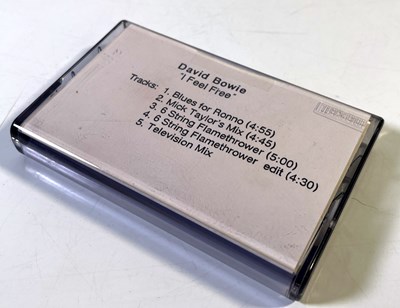 David Bowie
"I Feel Free"
Tracks: 1. Blues for Ronno (4:55)
2. Mick Taylor's Mix (4:45)
3. 6 String Flamethrower (5:00)
4. 6 String Flamethrower edit (4:30)
5. Television Mix